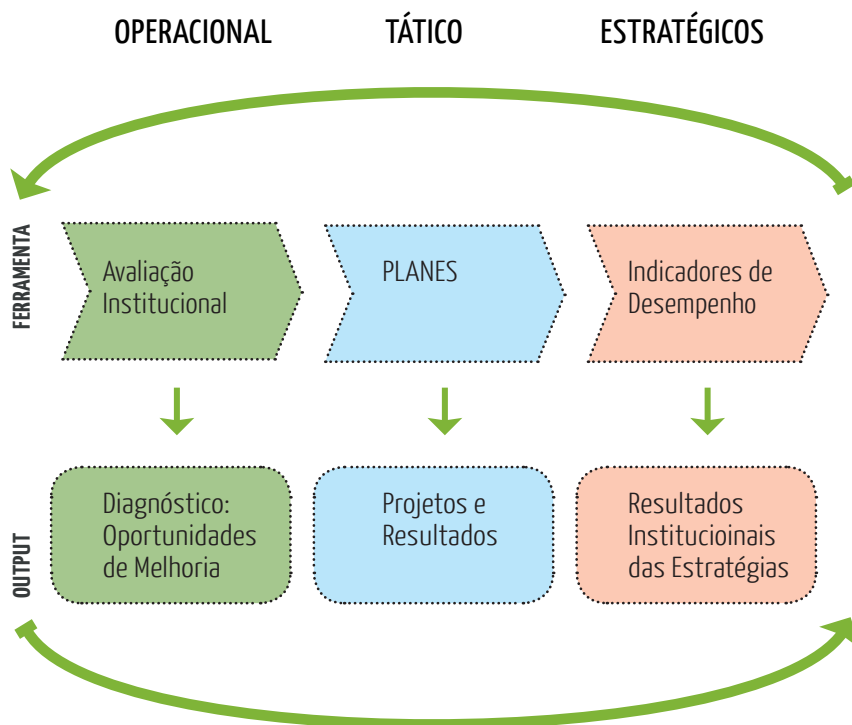 OPERACIONAL
TÁTICO
ESTRATÉGICOS
FERRAMENTA
Avaliação
Institucional
PLANES
Indicadores de
Desempenho
OUTPUT
Diagnóstico:
Oportunidades
de Melhoria
Projetos e
Resultados
Resultados
Institucioinais
das Estratégias